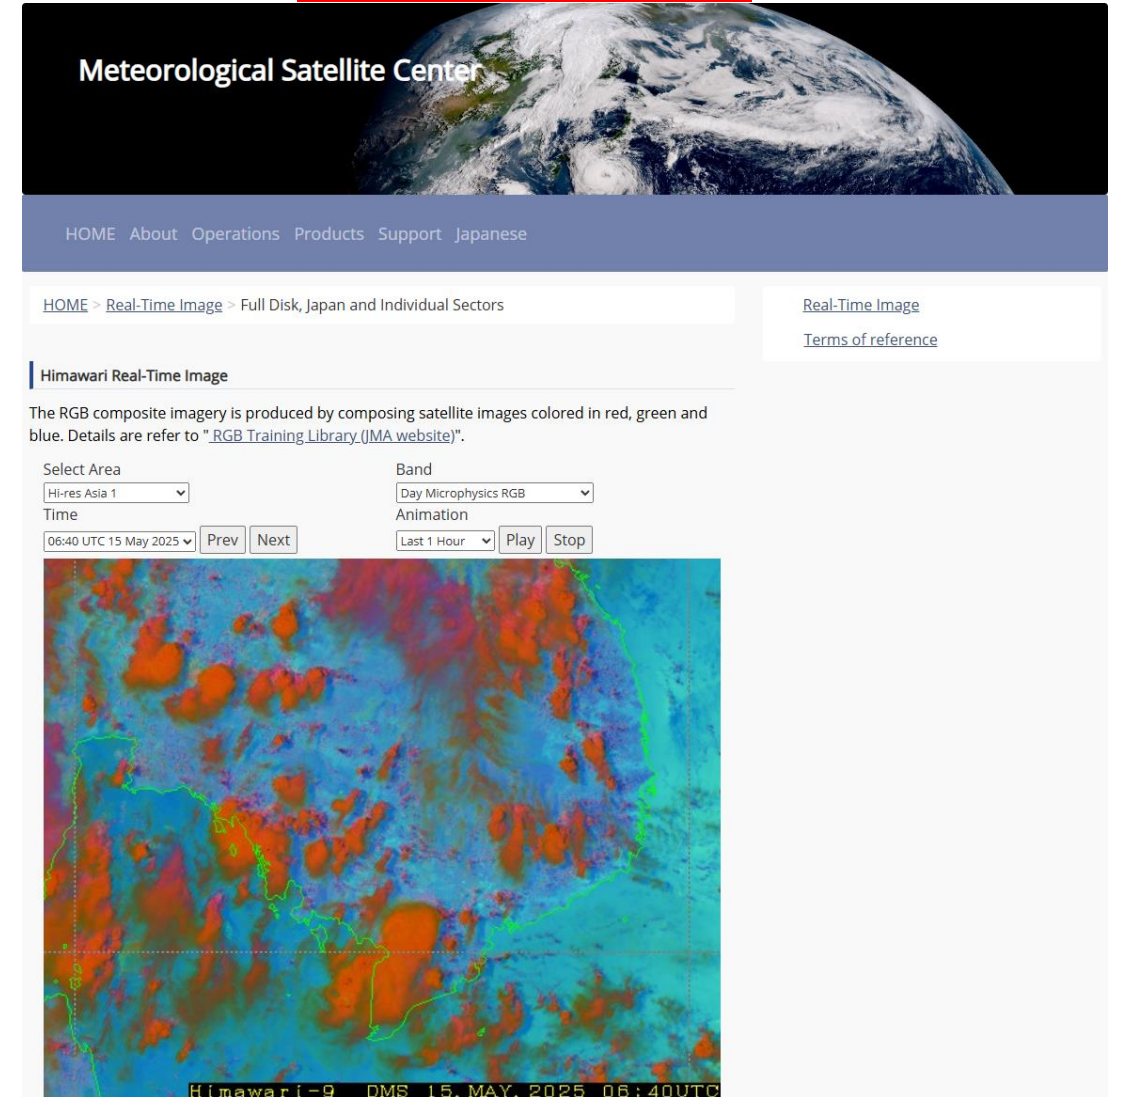 Meteorological Satellite Center
HOME About Operations Products Support Japanese
HOME > Real-Time Image > Full Disk, Japan and Individual Sectors
Real-Time Image
Terms of reference
Himawari Real-Time Image
The RGB composite imagery is produced by composing satellite images colored in red, green and
blue. Details are refer to " RGB Training Library (JMA website)".
Select Area
Band
Hi-res Asia 1
Day Microphysics RGB
Time
Animation
06:40 UTC 15 May 2025 Prev Next
Last 1 Hour Play Stop
Himawari-9 DMS 15.MAY.2025 06:40UTC